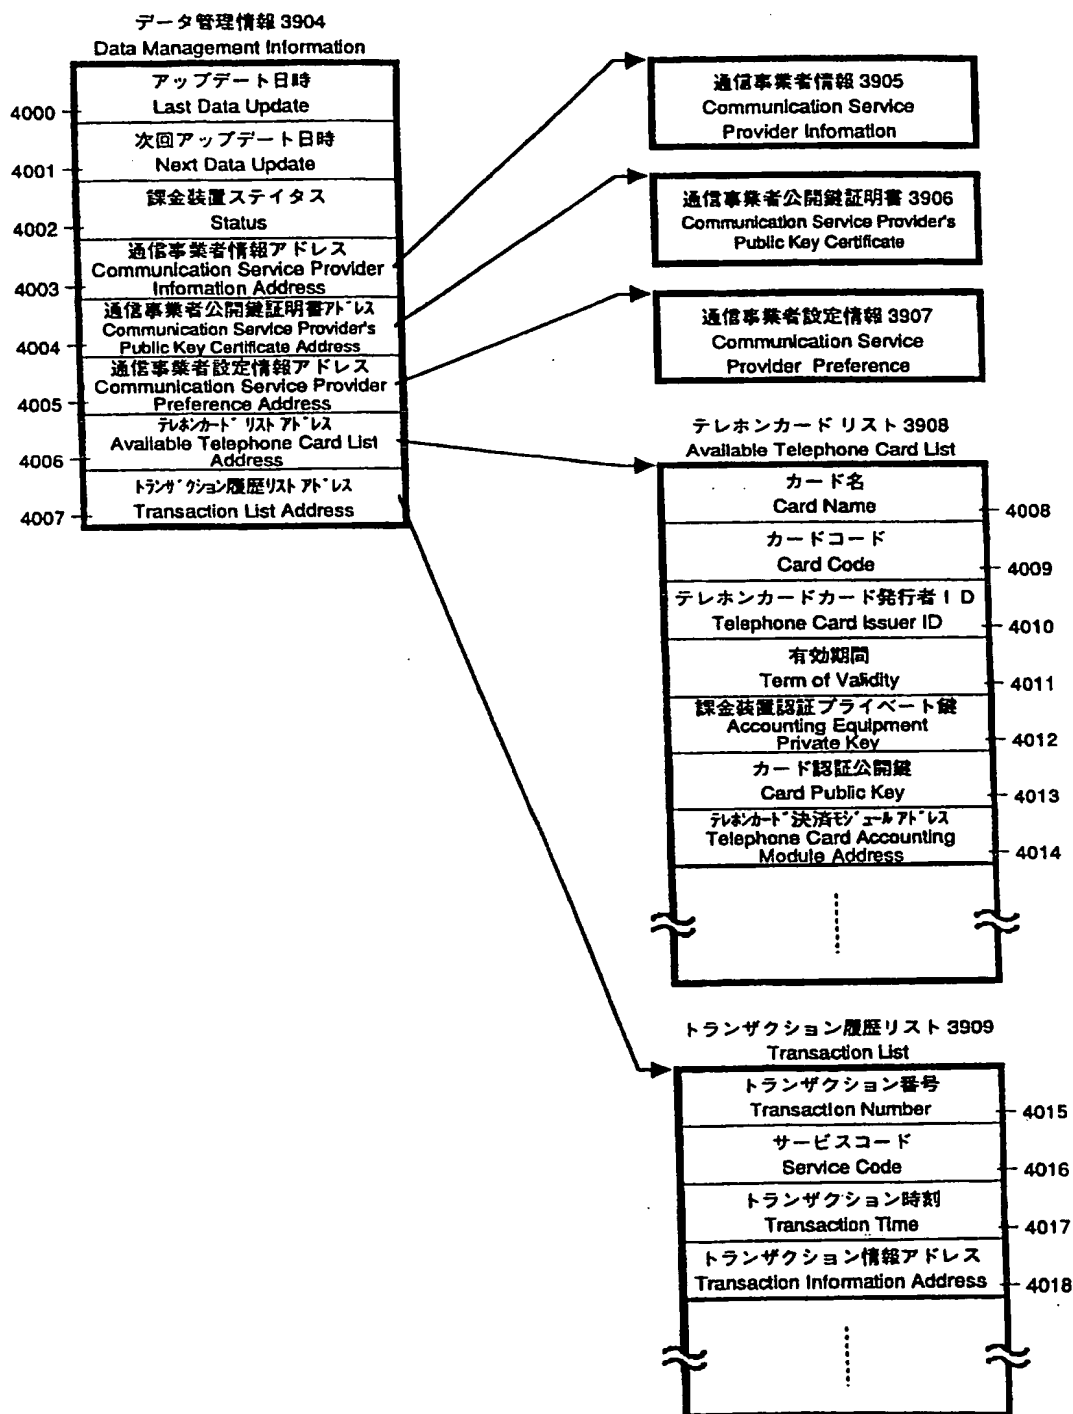 データ管理情報 3904
Data Management Information
アップデート日時
Last Data Update
4000
次回アップデート日時
Next Data Update
4001
課金装置ステイタス
Status
4002
通信事業者情報アドレス
Communication Service Provider
Infomation Address
4003
通信事業者公開鍵証明書アドレス
Communication Service Provider's
Public Key Certificate Address
4004
通信事業者設定情報アドレス
Communication Service Provider
Preference Address
4005
テレホンカード リスト アドレス
Available Telephone Card List
Address
4006
トランザクション履歴リスト アドレス
Transaction List Address
4007
通信事業者情報 3905
Communication Service
Provider Infomation
通信事業者公開鍵証明書 3906
Communication Service Provider's
Public Key Certificate
通信事業者設定情報 3907
Communication Service
Provider Preference
テレホンカード リスト 3908
Available Telephone Card List
カード名
Card Name
4008
カードコード
Card Code
4009
テレホンカードカード発行者ＩＤ
Telephone Card Issuer ID
4010
有効期間
Term of Validity
4011
課金装置認証プライベート鍵
Accounting Equipment
Private Key
4012
カード認証公開鍵
Card Public Key
4013
テレホンカード決済モジュール アドレス
Telephone Card Accounting
Module Address
4014
トランザクション履歴リスト 3909
Transaction List
トランザクション番号
Transaction Number
4015
サービスコード
Service Code
4016
トランザクション時刻
Transaction Time
4017
トランザクション情報アドレス
Transaction Information Address
4018